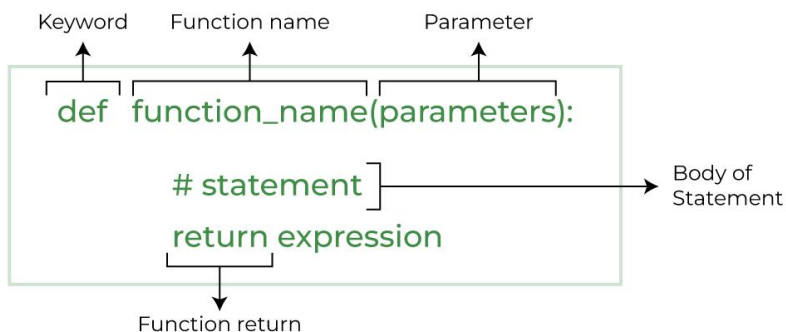 Keyword Function name Parameter
def function_name(parameters):
# statement
Body of
Statement
return expression
Function return